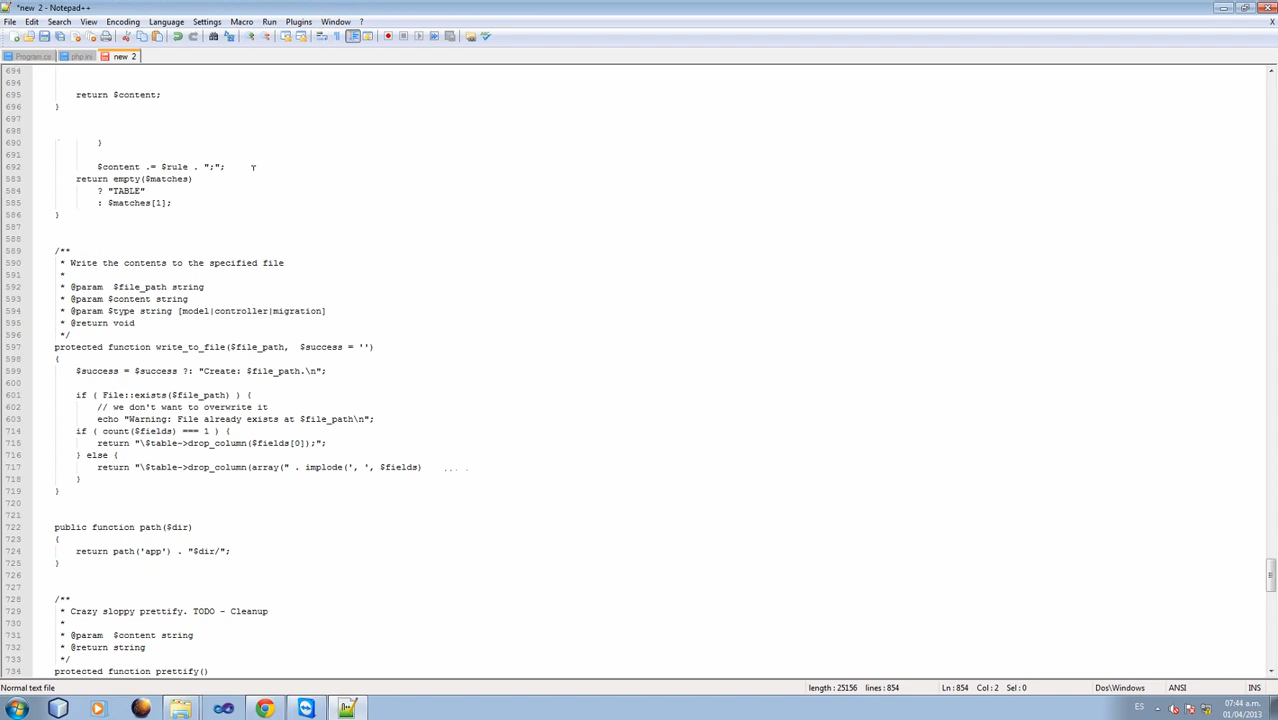 *new 2 - Notepad++
File Edit Search View Encoding Language Settings Macro Run Plugins Window ?
X
Program.cs php.ini new 2
694
694
695 return $content;
696 }
697
698
690 }
691
692 $content .= $rule . ";";
583 return empty($matches)
584 ? "TABLE"
585 : $matches[1];
586 }
587
588
589 /**
590 * Write the contents to the specified file
591 *
592 * @param $file_path string
593 * @param $content string
594 * @param $type string [model|controller|migration]
595 * @return void
596 */
597 protected function write_to_file($file_path, $success = '')
598 {
599 $success = $success ?: "Create: $file_path.\n";
600
601 if ( File::exists($file_path) ) {
602 // we don't want to overwrite it
603 echo "Warning: File already exists at $file_path\n";
714 if ( count($fields) === 1 ) {
715 return "\$table->drop_column($fields[0]);";
716 } else {
717 return "\$table->drop_column(array(" . implode(', ', $fields)
718 }
719 }
720
721
722 public function path($dir)
723 {
724 return path('app') . "$dir/";
725 }
726
727
728 /**
729 * Crazy sloppy prettify. TODO - Cleanup
730 *
731 * @param $content string
732 * @return string
733 */
734 protected function prettify()
Normal text file length : 25156 lines : 854 Ln : 854 Col : 2 Sel : 0 Dos\Windows ANSI INS
ES 07:44 a.m.
01/04/2013